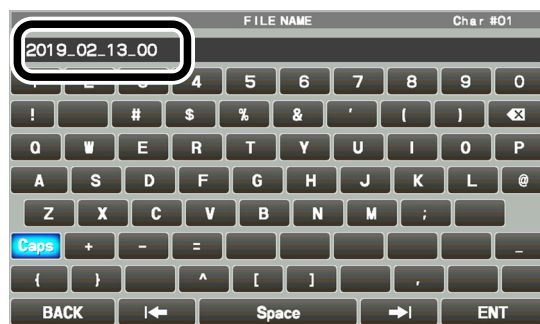 FILE NAME Char #01
2019_02_13_00
4 5 6 7 8 9 0
! # $ % & ' ( ) ⌫
Q W E R T Y U I O P
A S D F G H J K L @
Z X C V B N M ;
Caps + - = _
{ } ^ [ ] ,
BACK |← Space →| ENT